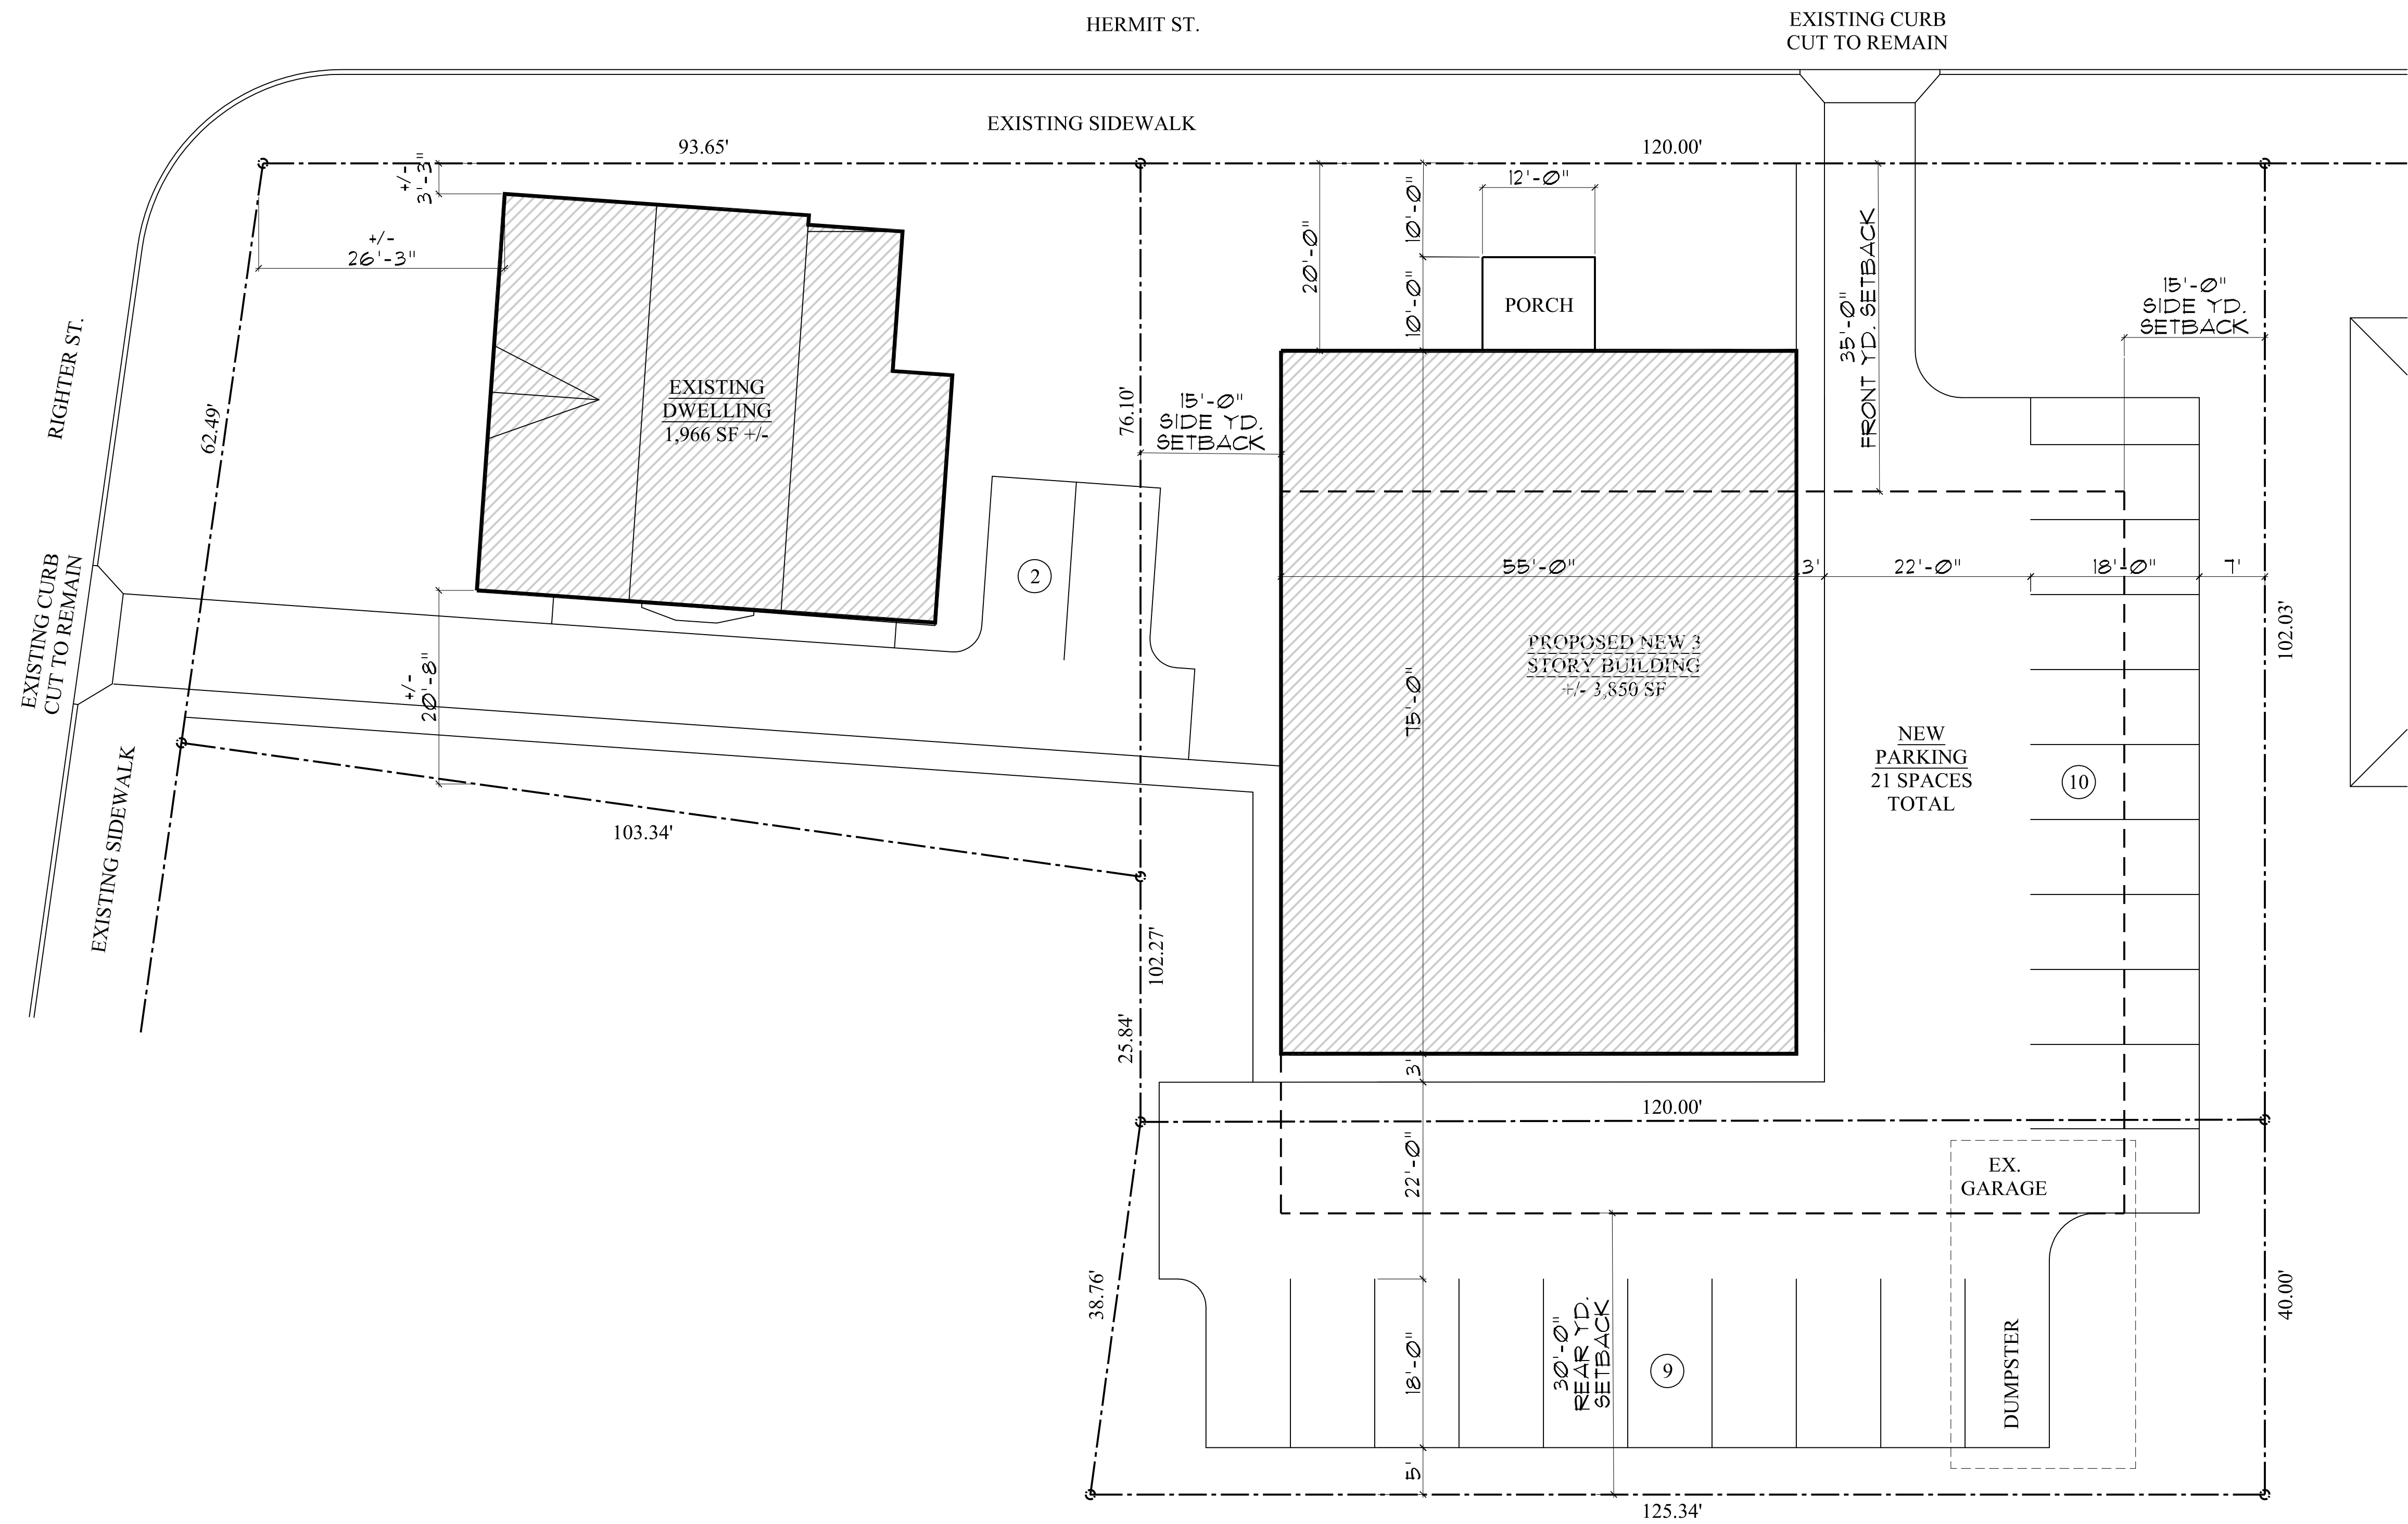 HERMIT ST.
EXISTING CURB
CUT TO REMAIN
EXISTING SIDEWALK
93.65'
120.00'
+/-
3'-3"
+/-
26'-3"
12'-0"
10'-0"
20'-0"
10'-0"
PORCH
35'-0"
FRONT YD. SETBACK
15'-0"
SIDE YD.
SETBACK
RIGHTER ST.
62.49'
EXISTING
DWELLING
1,966 SF +/-
76.10'
15'-0"
SIDE YD.
SETBACK
2
55'-0"
3'
22'-0"
18'-0"
7'
EXISTING CURB
CUT TO REMAIN
+/-
20'-8"
PROPOSED NEW 3
STORY BUILDING
+/- 3,850 SF
75'-0"
102.03'
NEW
PARKING
21 SPACES
TOTAL
10
EXISTING SIDEWALK
103.34'
102.27'
25.84'
3'
120.00'
22'-0"
EX.
GARAGE
38.76'
18'-0"
30'-0"
REAR YD.
SETBACK
9
DUMPSTER
40.00'
5'
125.34'